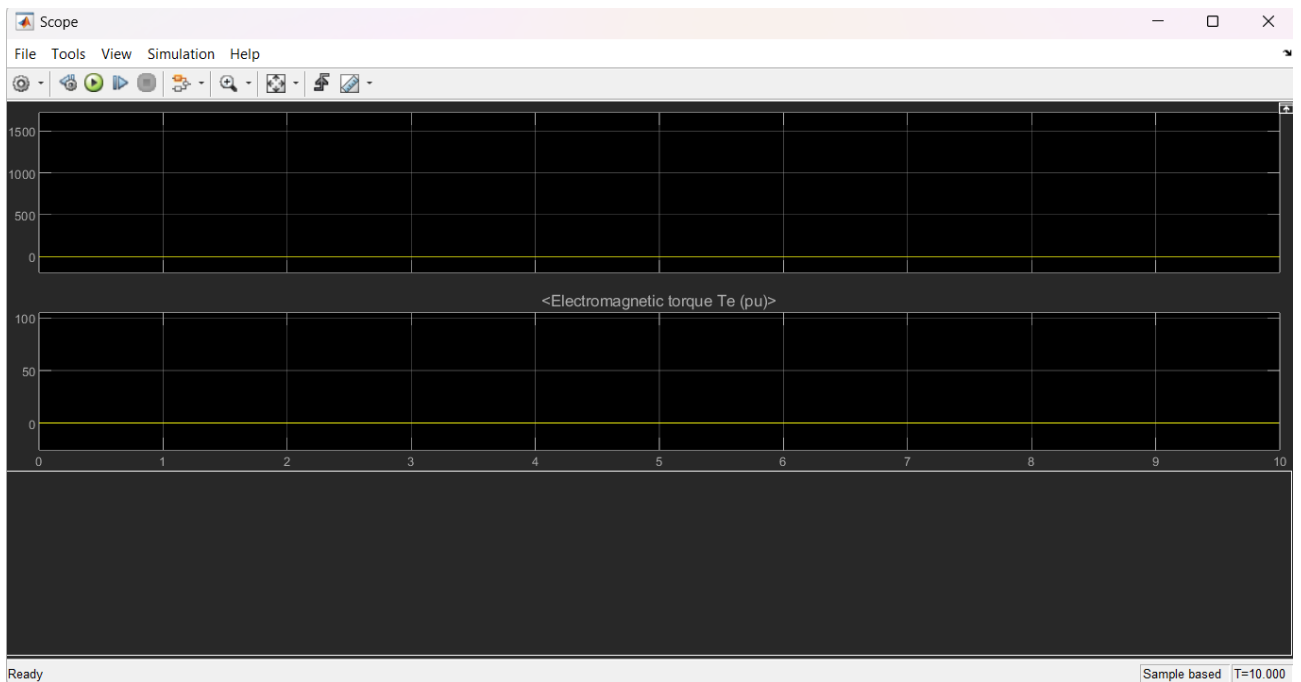 Scope
File Tools View Simulation Help
1500
1000
500
0
<Electromagnetic torque Te (pu)>
100
50
0
0 1 2 3 4 5 6 7 8 9 10
Ready
Sample based T=10.000